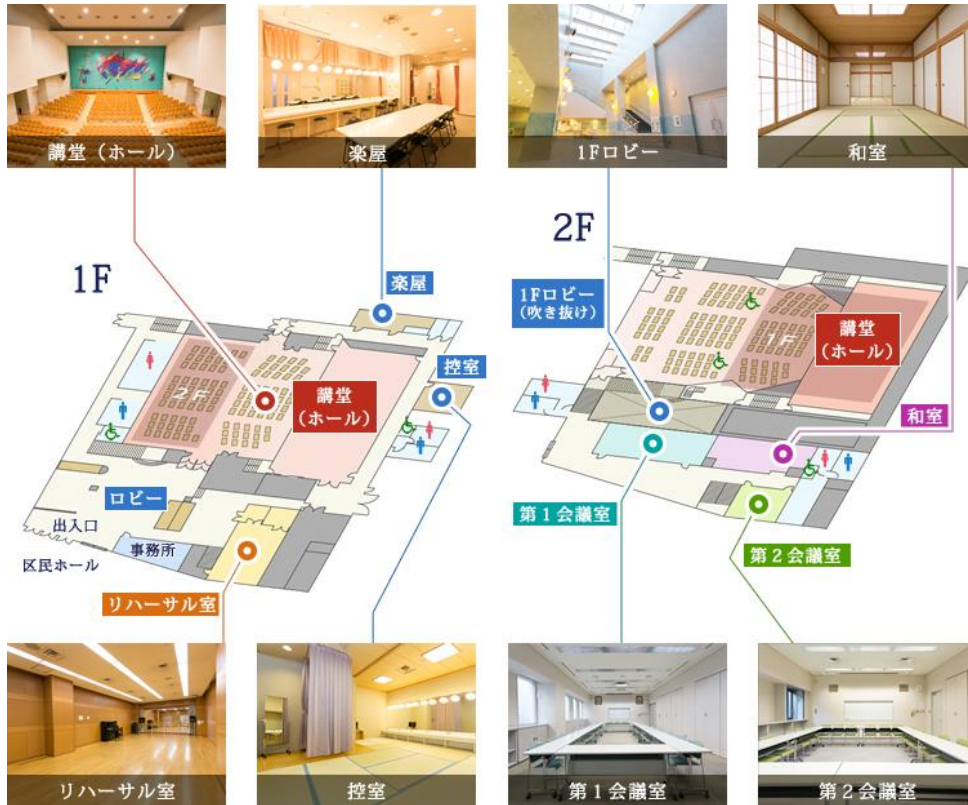 講堂（ホール）
楽屋
1Fロビー
和室
1F
2F
楽屋
控室
2F
講堂
（ホール）
ロビー
出入口
区民ホール
事務所
リハーサル室
1Fロビー
（吹き抜け）
1F
講堂
（ホール）
和室
第１会議室
第２会議室
リハーサル室
控室
第１会議室
第２会議室